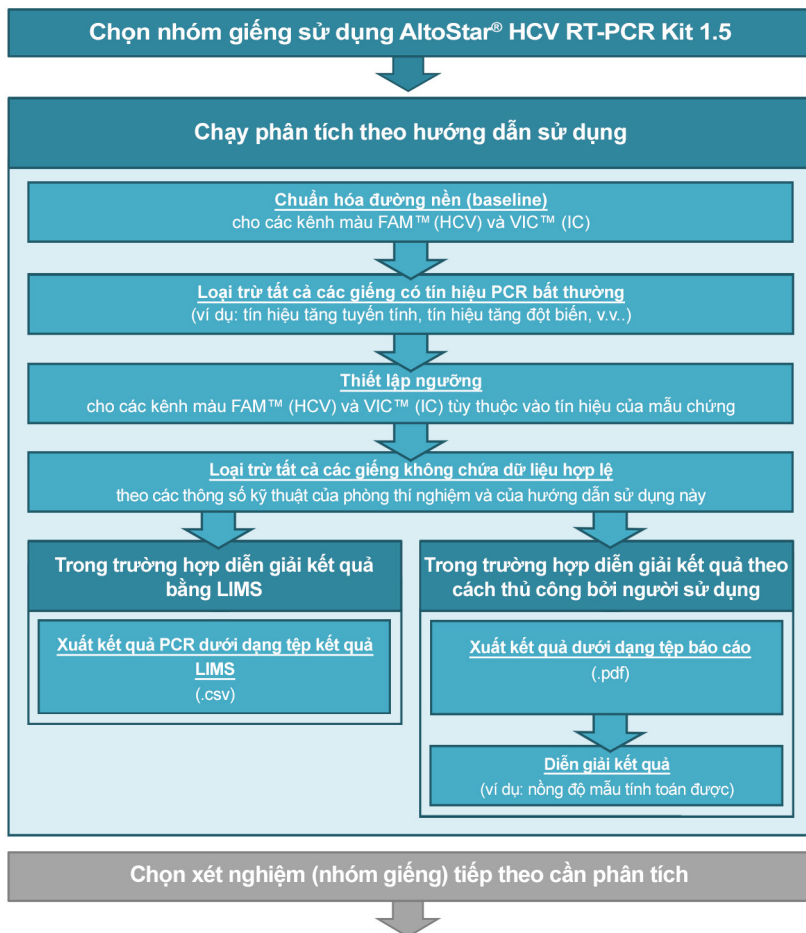 Chọn nhóm giếng sử dụng AltoStar® HCV RT-PCR Kit 1.5
Chạy phân tích theo hướng dẫn sử dụng
Chuẩn hóa đường nền (baseline)
cho các kênh màu FAM™ (HCV) và VIC™ (IC)
Loại trừ tất cả các giếng có tín hiệu PCR bất thường
(ví dụ: tín hiệu tăng tuyến tính, tín hiệu tăng đột biến, v.v..)
Thiết lập ngưỡng
cho các kênh màu FAM™ (HCV) và VIC™ (IC) tùy thuộc vào tín hiệu của mẫu chứng
Loại trừ tất cả các giếng không chứa dữ liệu hợp lệ
theo các thông số kỹ thuật của phòng thí nghiệm và của hướng dẫn sử dụng này
Trong trường hợp diễn giải kết quả
bằng LIMS
Xuất kết quả PCR dưới dạng tệp kết quả
LIMS
(.csv)
Trong trường hợp diễn giải kết quả theo
cách thủ công bởi người sử dụng
Xuất kết quả dưới dạng tệp báo cáo
(.pdf)
Diễn giải kết quả
(ví dụ: nồng độ mẫu tính toán được)
Chọn xét nghiệm (nhóm giếng) tiếp theo cần phân tích